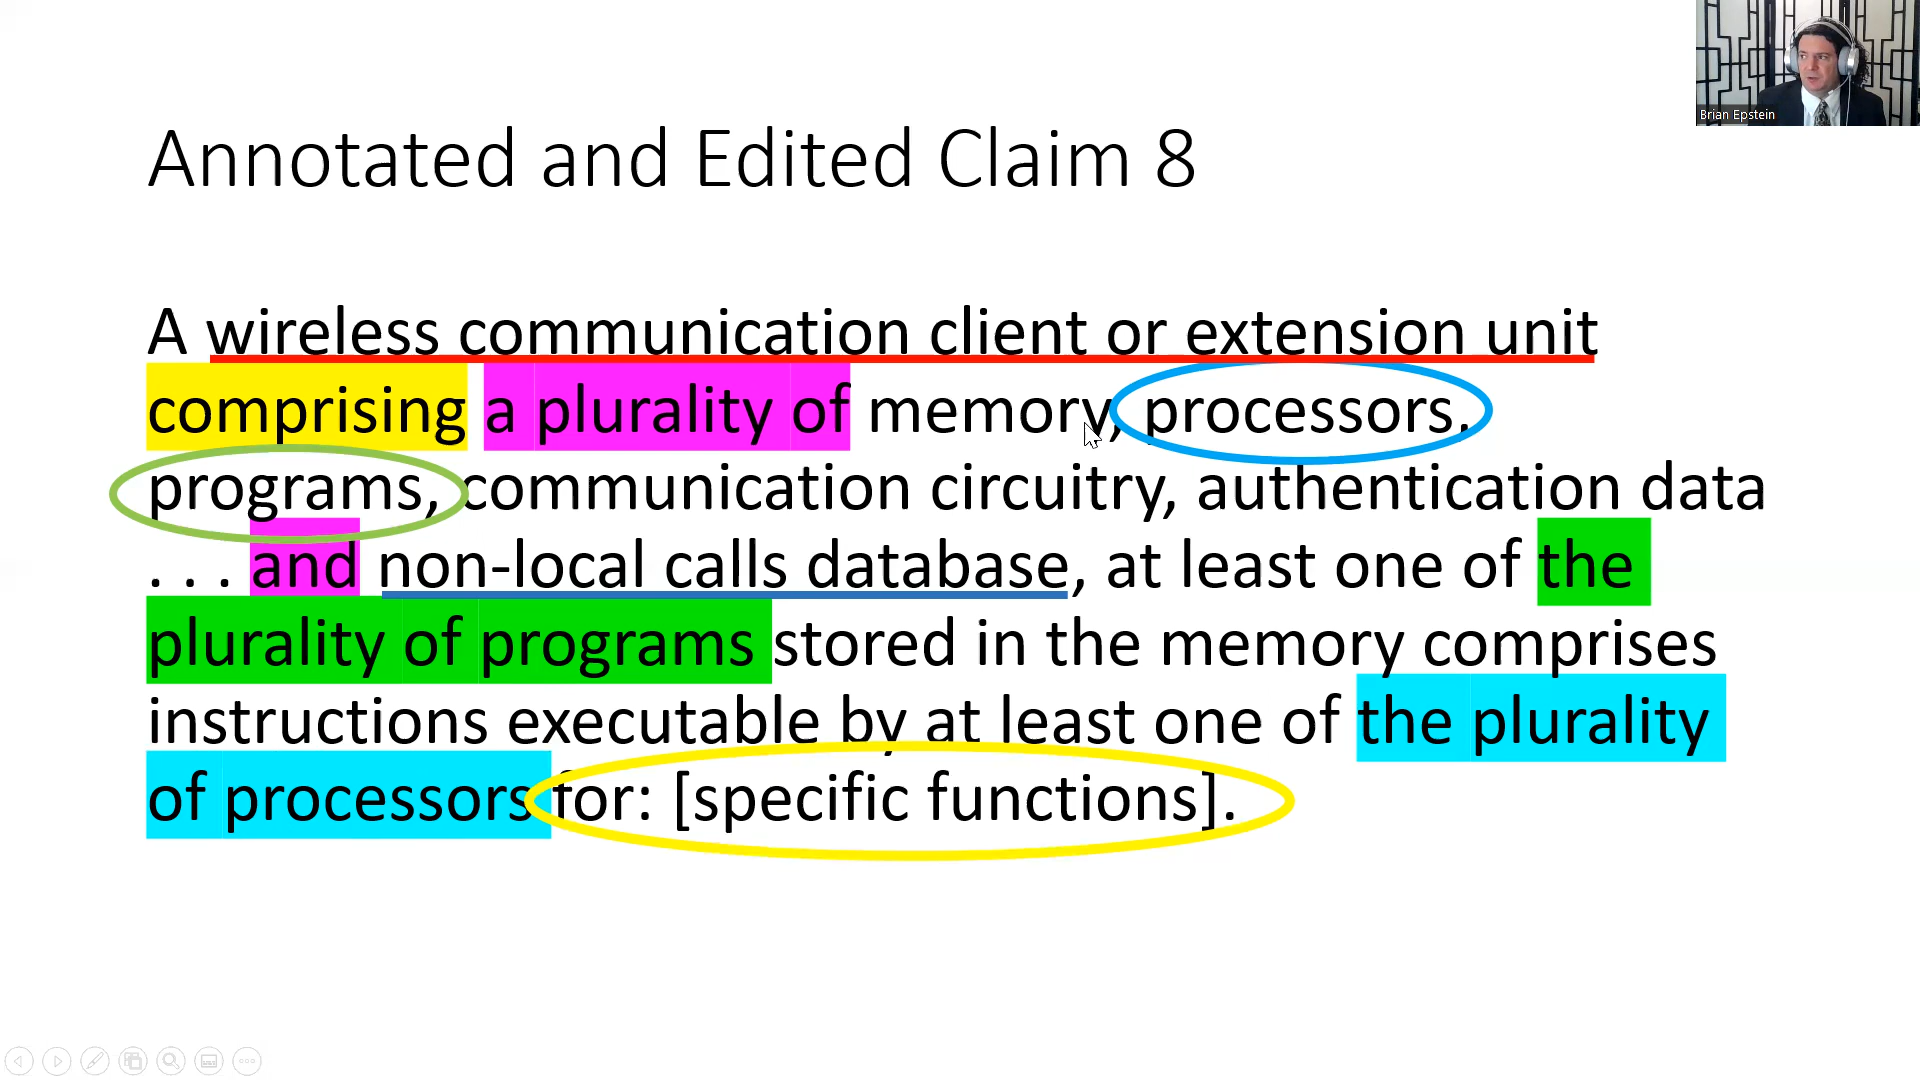 Brian Epstein
Annotated and Edited Claim 8
A wireless communication client or extension unit
comprising a plurality of memory, processors,
programs, communication circuitry, authentication data
. . . and non-local calls database, at least one of the
plurality of programs stored in the memory comprises
instructions executable by at least one of the plurality
of processors for: [specific functions].